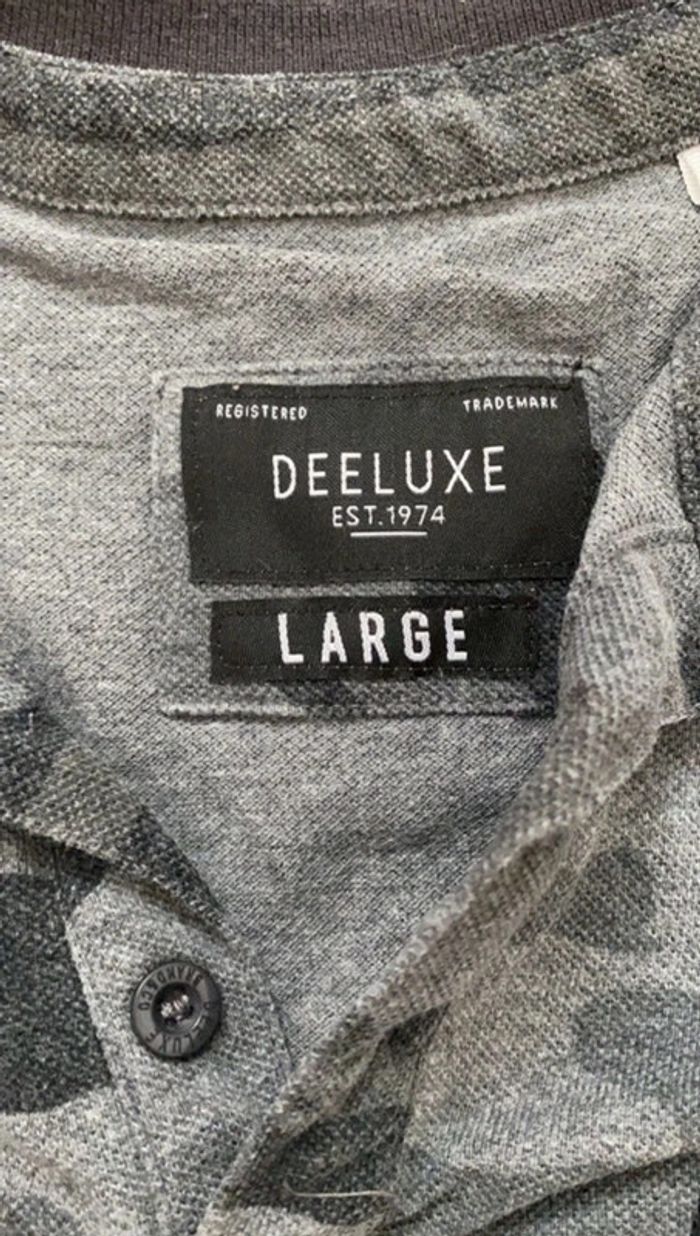 REGISTERED
TRADEMARK
DEELUXE
EST.1974
LARGE